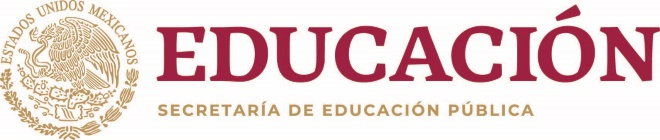 ESTADOS UNIDOS MEXICANOS
EDUCACIÓN
SECRETARÍA DE EDUCACIÓN PÚBLICA